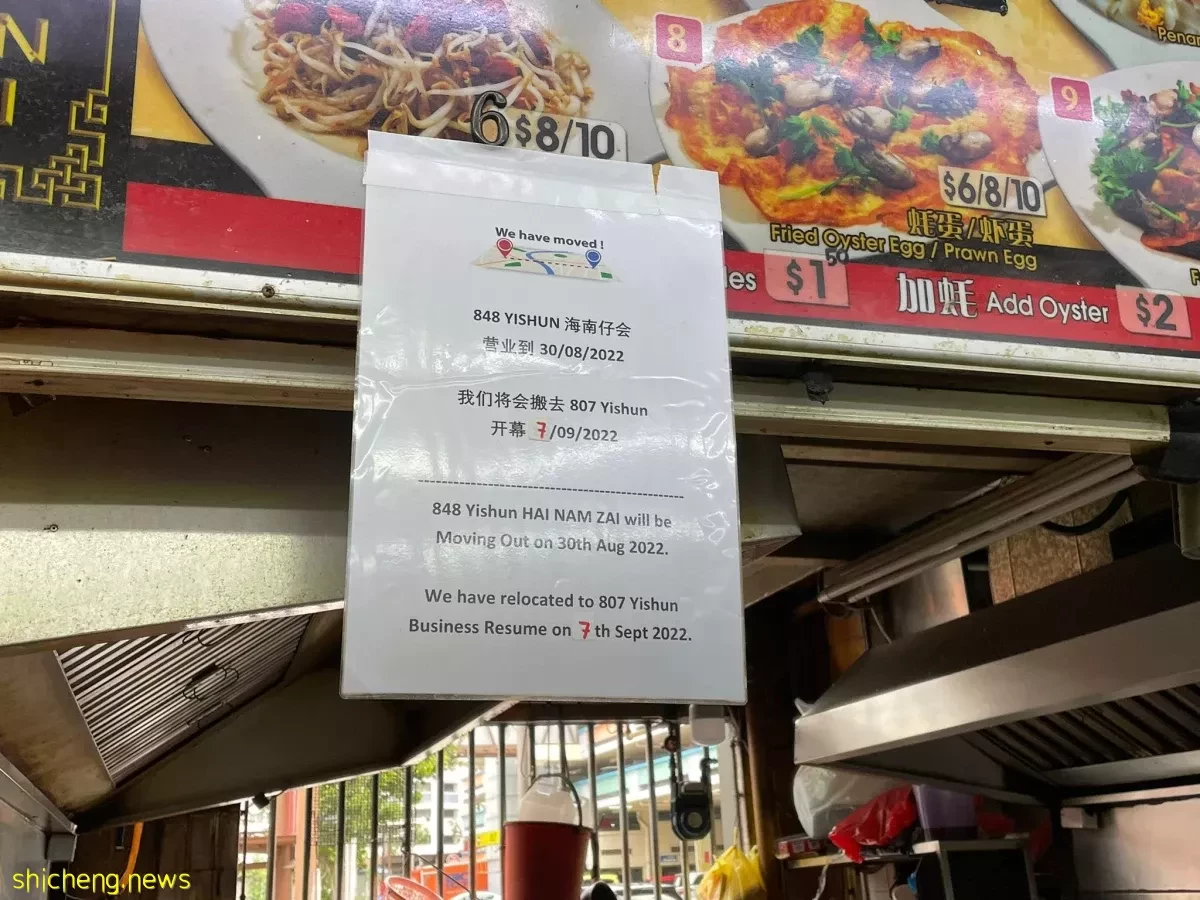 8
9
Penan
6 $8/10
$6/8/10
蚝蛋/虾蛋
Fried Oyster Egg / Prawn Egg
$1 50
加蚝 Add Oyster $2
We have moved !
848 YISHUN 海南仔会
营业到 30/08/2022
我们将会搬去 807 Yishun
开幕 7/09/2022
848 Yishun HAI NAM ZAI will be
Moving Out on 30th Aug 2022.
We have relocated to 807 Yishun
Business Resume on 7th Sept 2022.
shicheng.news